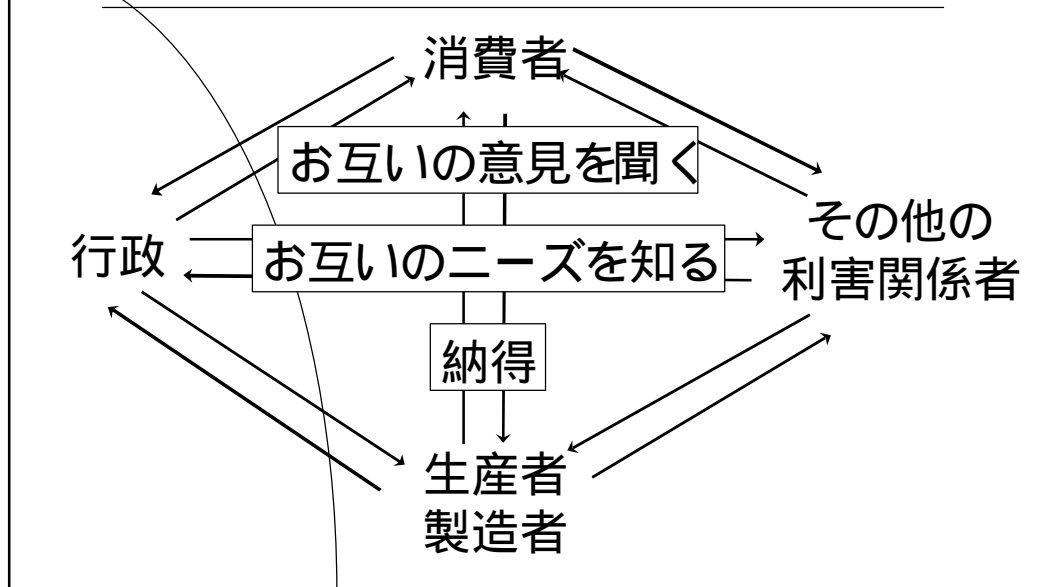 消費者
お互いの意見を聞く
行政
お互いのニーズを知る
その他の
利害関係者
納得
生産者
製造者